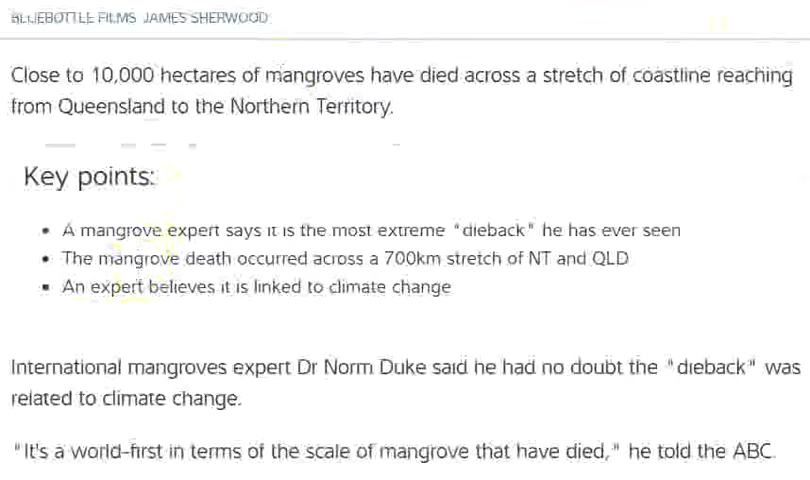 BLUEBOTTLE FILMS JAMES SHERWOOD
Close to 10,000 hectares of mangroves have died across a stretch of coastline reaching
from Queensland to the Northern Territory.
Key points:
• A mangrove expert says it is the most extreme "dieback" he has ever seen
• The mangrove death occurred across a 700km stretch of NT and QLD
• An expert believes it is linked to climate change
International mangroves expert Dr Norm Duke said he had no doubt the "dieback" was
related to climate change.
"It's a world-first in terms of the scale of mangrove that have died," he told the ABC.